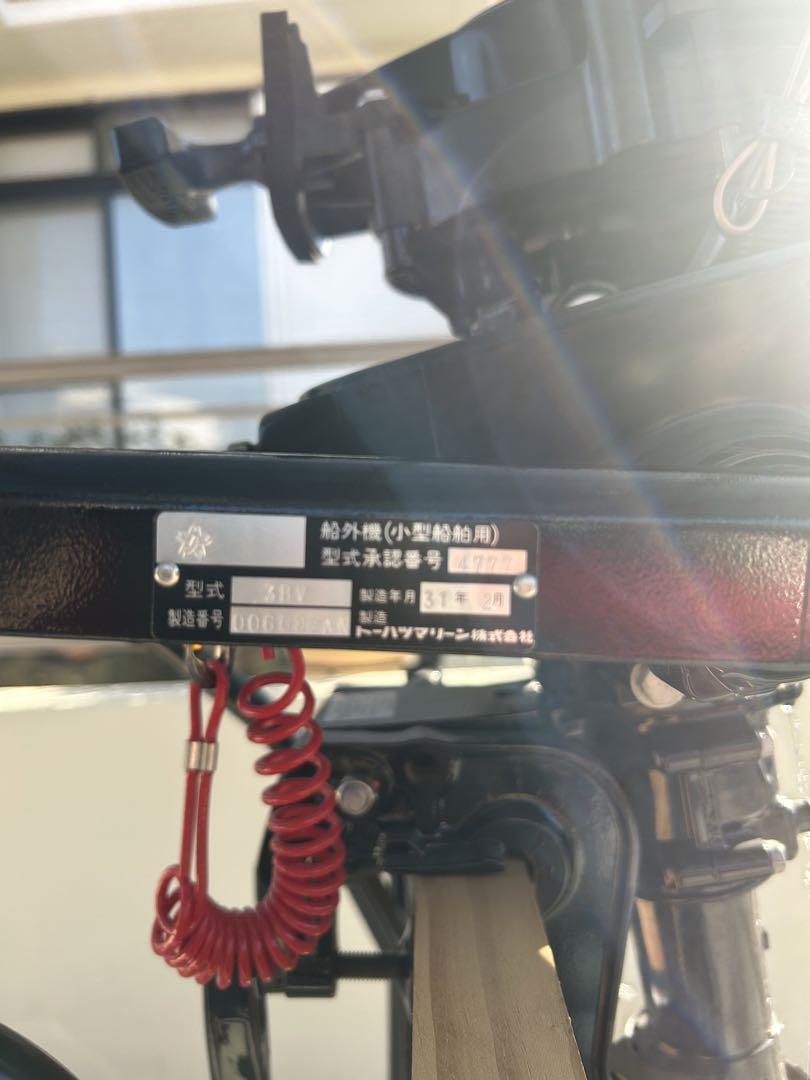 船外機(小型船舶用)
型式承認番号 4777
型式 3BV 製造年月 31年 2月
製造番号 製造
トーハツマリーン株式会社